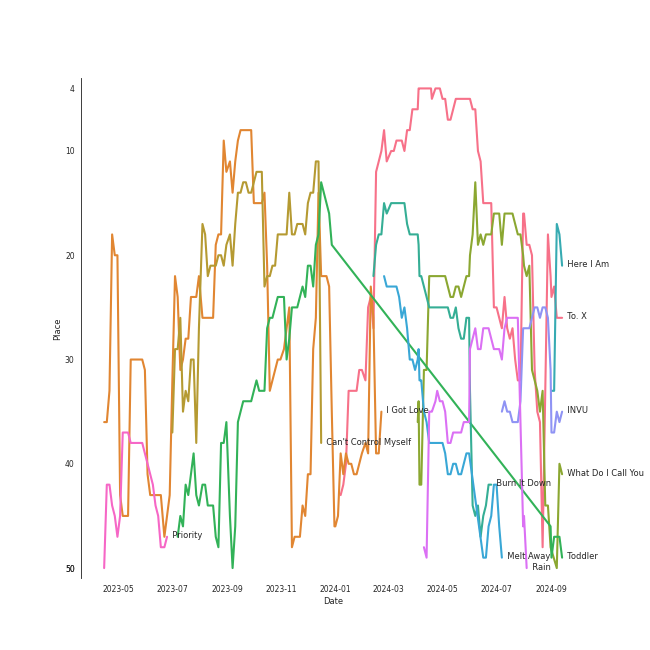 4
10
20
30
40
50
50
Place
Here I Am
To. X
I Got Love
INVU
Can't Control Myself
What Do I Call You
Burn It Down
Priority
Melt Away
Toddler
Rain
2023-05
2023-07
2023-09
2023-11
2024-01
2024-03
2024-05
2024-07
2024-09
Date